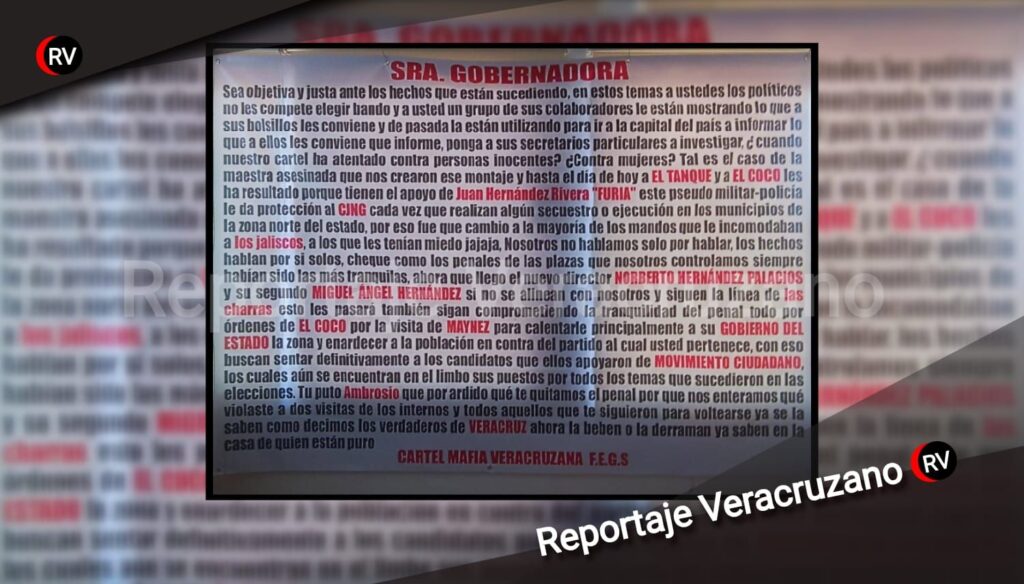 RV
SRA. GOBERNADORA
Sea objetiva y justa ante los hechos que están sucediendo, en estos temas a ustedes los políticos
no les compete elegir bando y a usted un grupo de sus colaboradores le están mostrando lo que a
sus bolsillos les conviene y de pasada la están utilizando para ir a la capital del país a informar lo
que a ellos les conviene que informe, ponga a sus secretarios particulares a investigar, ¿ cuando
nuestro cartel ha atentado contra personas inocentes? ¿Contra mujeres? Tal es el caso de la
maestra asesinada que nos crearon ese montaje y hasta el día de hoy a EL TANQUE y a EL COCO les
ha resultado porque tienen el apoyo de Juan Hernández Rivera "FURIA" este pseudo militar-policía
le da protección al CJNG cada vez que realizan algún secuestro o ejecución en los municipios de
la zona norte del estado, por eso fue que cambio a la mayoría de los mandos que le incomodaban
a los jaliscos, a los que les tenían miedo jajaja, Nosotros no hablamos solo por hablar, los hechos
hablan por si solos, cheque como los penales de las plazas que nosotros controlamos siempre
habían sido las más tranquilas, ahora que llego el nuevo director NORBERTO HERNÁNDEZ PALACIOS
y su segundo MIGUEL ÁNGEL HERNÁNDEZ si no se alinean con nosotros y siguen la línea de las
charras esto les pasará también sigan comprometiendo la tranquilidad del penal todo por
órdenes de EL COCO por la visita de MAYNEZ para calentarle principalmente a su GOBIERNO DEL
ESTADO la zona y enardecer a la población en contra del partido al cual usted pertenece, con eso
buscan sentar definitivamente a los candidatos que ellos apoyaron de MOVIMIENTO CIUDADANO,
los cuales aún se encuentran en el limbo sus puestos por todos los temas que sucedieron en las
elecciones. Tu puto Ambrosio que por ardido qué te quitamos el penal por que nos enteramos qué
violaste a dos visitas de los internos y todos aquellos que te siguieron para voltearse ya se la
saben como decimos los verdaderos de VERACRUZ ahora la beben o la derraman ya saben en la
casa de quien están puro
CARTEL MAFIA VERACRUZANA F.E.G.S
Reportaje Veracruzano RV